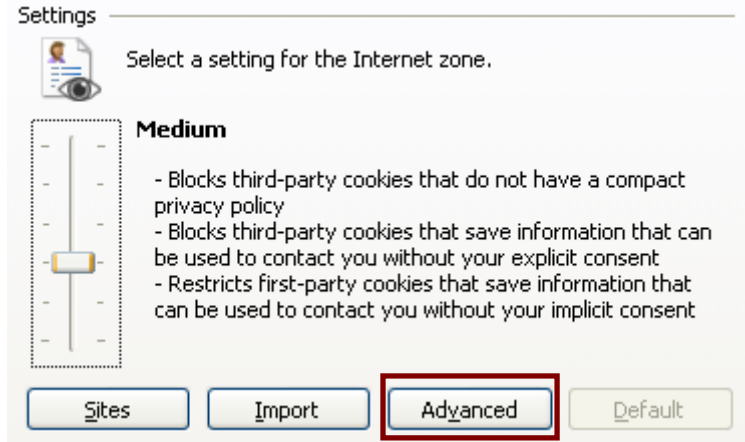 Settings
Select a setting for the Internet zone.
Medium
- Blocks third-party cookies that do not have a compact
privacy policy
- Blocks third-party cookies that save information that can
be used to contact you without your explicit consent
- Restricts first-party cookies that save information that
can be used to contact you without your implicit consent
Sites Import Advanced Default